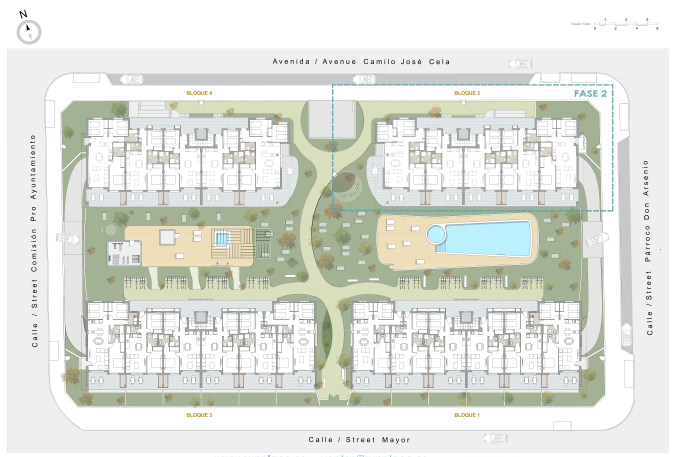 N
Avenida / Avenue Camilo José Cela
BLOQUE 4
BLOQUE 2
FASE 2
Calle / Street Comisión Pro Ayuntamiento
Calle / Street Párroco Don Arsenio
BLOQUE 3
BLOQUE 1
Calle / Street Mayor